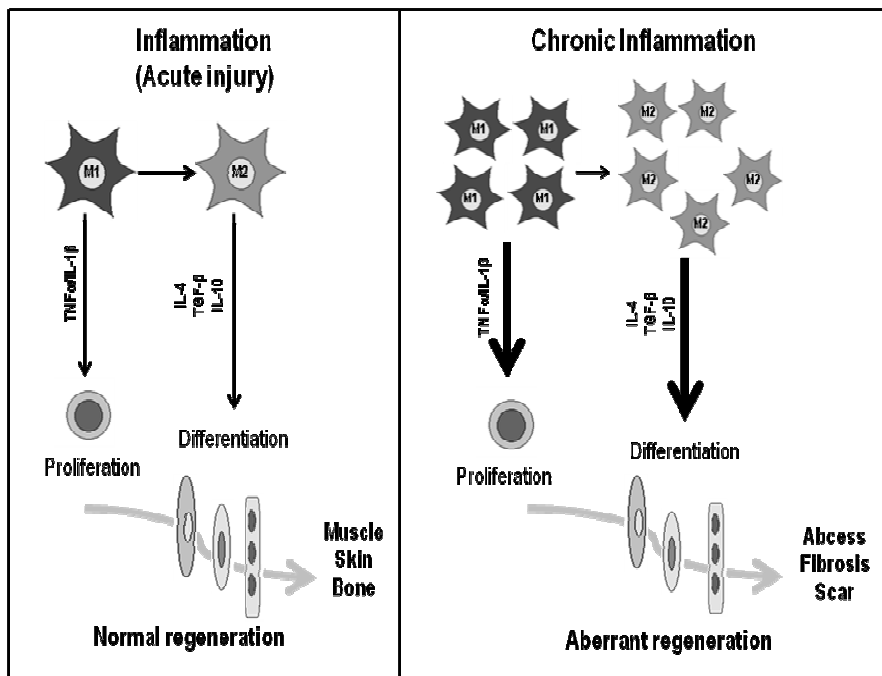 Inflammation
(Acute injury)
M1
M2
TNFα/IL-1β
IL-4
TGF-β
IL-10
Proliferation
Differentiation
Muscle
Skin
Bone
Normal regeneration
Chronic Inflammation
M1
M1
M1
M1
M2
M2
M2
M2
M2
TNFα/IL-1β
IL-4
TGF-β
IL-10
Proliferation
Differentiation
Abcess
Fibrosis
Scar
Aberrant regeneration